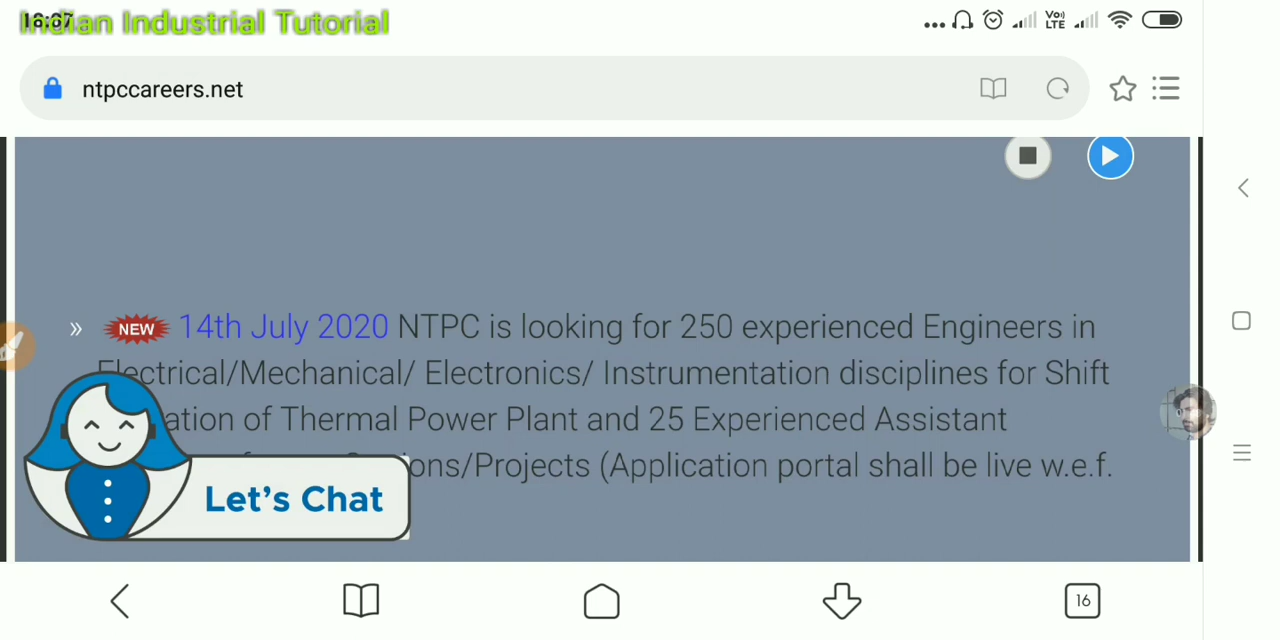 Indian Industrial Tutorial
Vo))
LTE
ntpccareers.net
» NEW 14th July 2020 NTPC is looking for 250 experienced Engineers in
Electrical/Mechanical/ Electronics/ Instrumentation disciplines for Shift
ation of Thermal Power Plant and 25 Experienced Assistant
ons/Projects (Application portal shall be live w.e.f.
Let's Chat
16